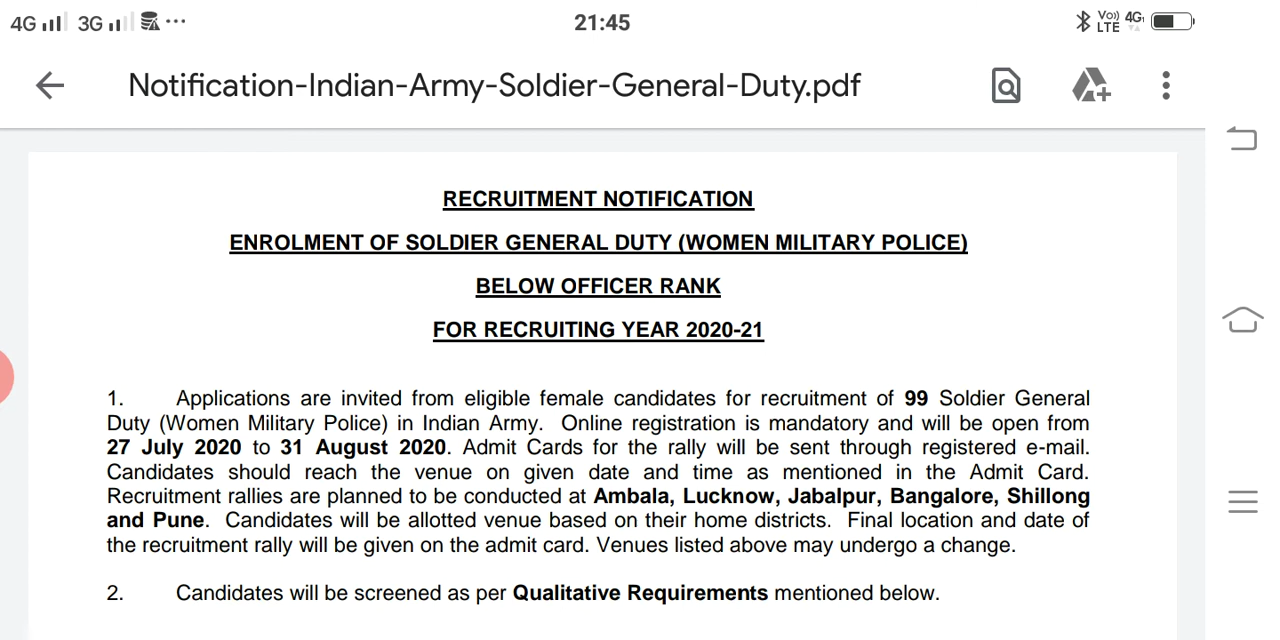 4G 3G ... 21:45 Vo)) LTE 4G
Notification-Indian-Army-Soldier-General-Duty.pdf
RECRUITMENT NOTIFICATION
ENROLMENT OF SOLDIER GENERAL DUTY (WOMEN MILITARY POLICE)
BELOW OFFICER RANK
FOR RECRUITING YEAR 2020-21
1. Applications are invited from eligible female candidates for recruitment of 99 Soldier General
Duty (Women Military Police) in Indian Army. Online registration is mandatory and will be open from
27 July 2020 to 31 August 2020. Admit Cards for the rally will be sent through registered e-mail.
Candidates should reach the venue on given date and time as mentioned in the Admit Card.
Recruitment rallies are planned to be conducted at Ambala, Lucknow, Jabalpur, Bangalore, Shillong
and Pune. Candidates will be allotted venue based on their home districts. Final location and date of
the recruitment rally will be given on the admit card. Venues listed above may undergo a change.
2. Candidates will be screened as per Qualitative Requirements mentioned below.